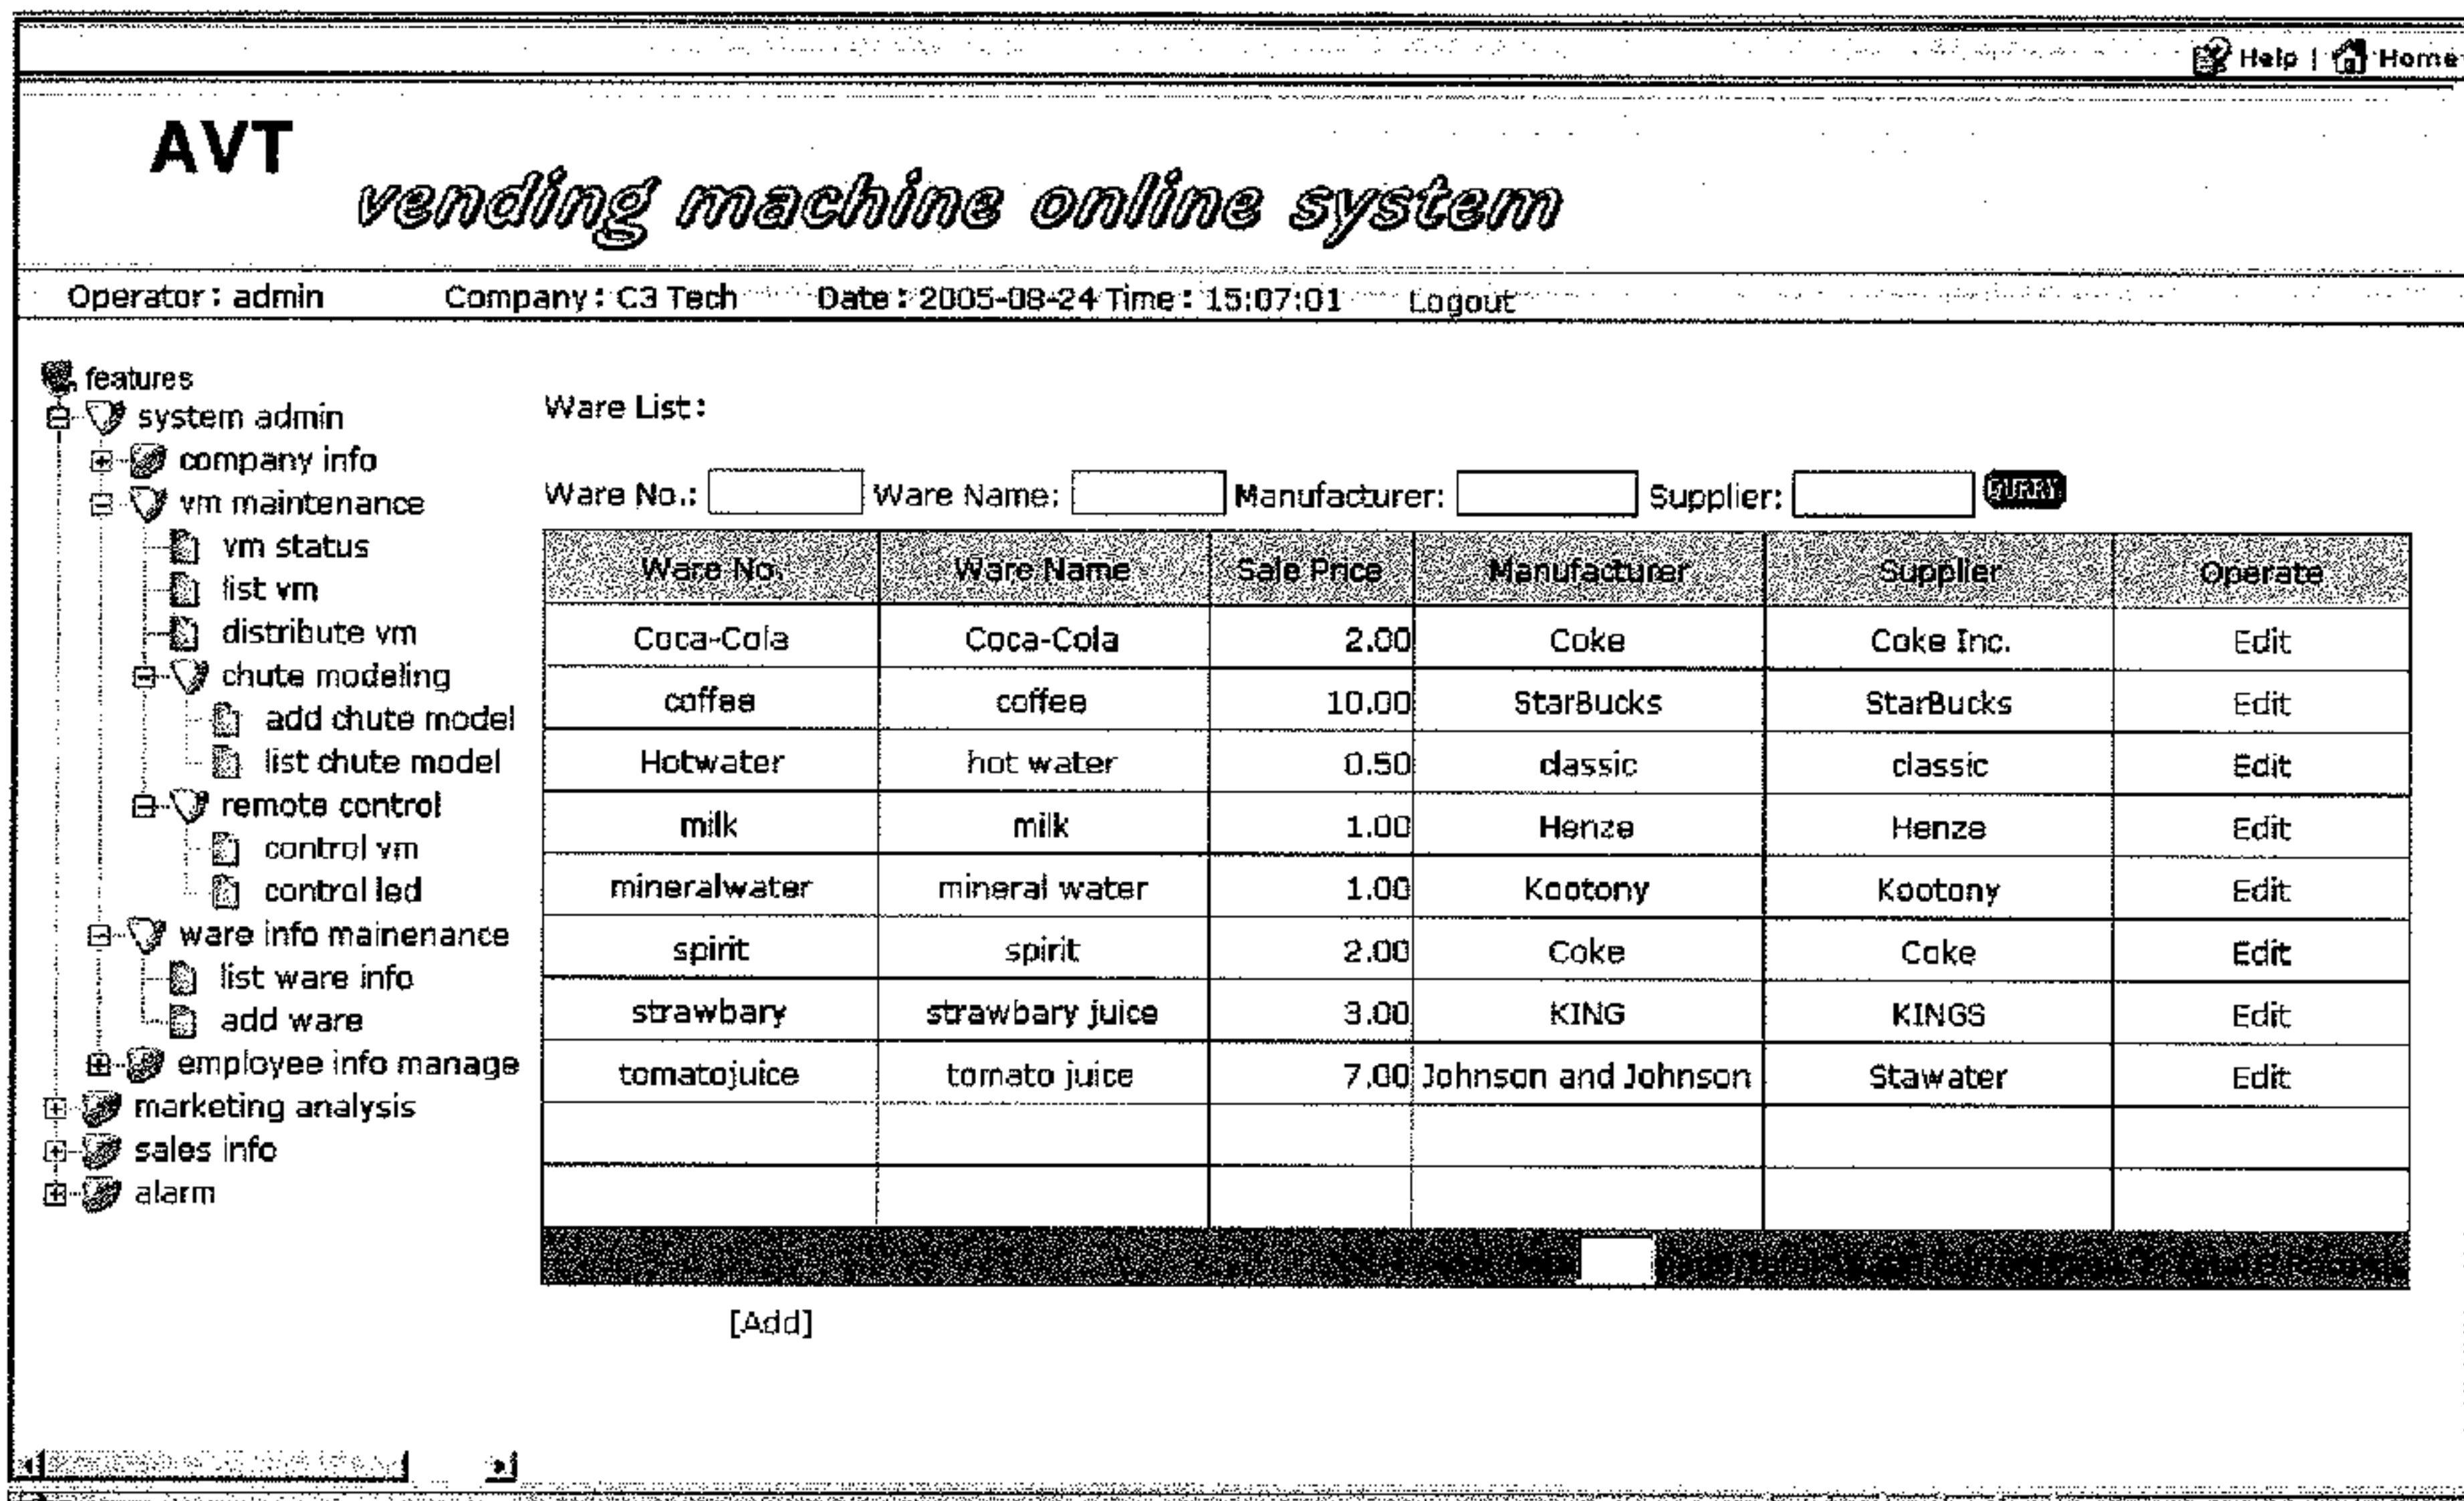 Help | Home
AVT
vending machine online system
Operator: admin Company: C3 Tech Date: 2005-08-24 Time: 15:07:01 Logout
features
system admin
company info
vm maintenance
vm status
list vm
distribute vm
chute modeling
add chute model
list chute model
remote control
control vm
control led
ware info mainenance
list ware info
add ware
employee info manage
marketing analysis
sales info
alarm
Ware List:
Ware No.: Ware Name: Manufacturer: Supplier: QUERY
Ware No. Ware Name Sale Price Manufacturer Supplier Operate
Coca-Cola Coca-Cola 2.00 Coke Coke Inc. Edit
coffee coffee 10.00 StarBucks StarBucks Edit
Hotwater hot water 0.50 classic classic Edit
milk milk 1.00 Henze Henze Edit
mineralwater mineral water 1.00 Kootony Kootony Edit
spirit spirit 2.00 Coke Coke Edit
strawbary strawbary juice 3.00 KING KINGS Edit
tomatojuice tomato juice 7.00 Johnson and Johnson Stawater Edit
[Add]